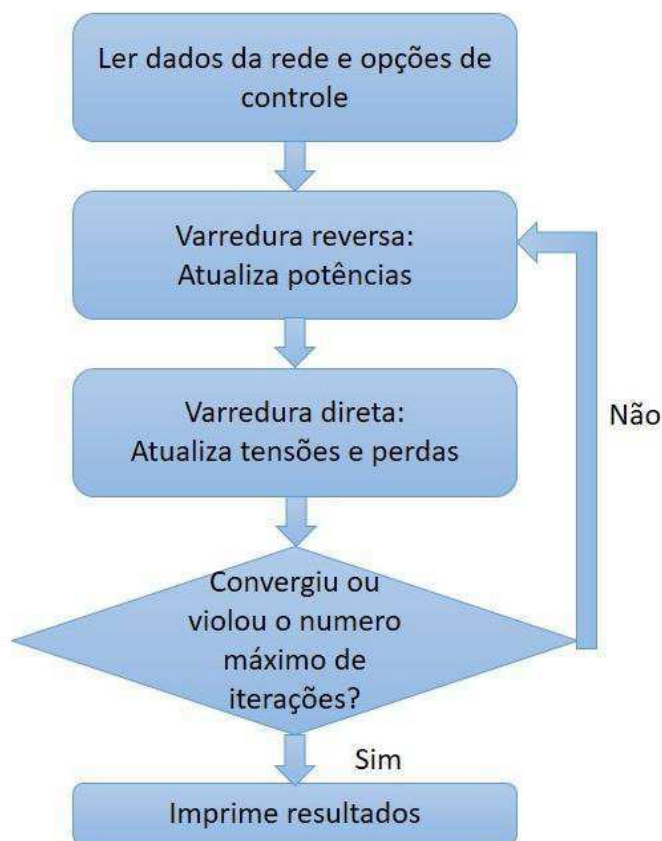 Ler dados da rede e opções de
controle
Varredura reversa:
Atualiza potências
Varredura direta:
Atualiza tensões e perdas
Não
Convergiu ou
violou o numero
máximo de
iterações?
Sim
Imprime resultados